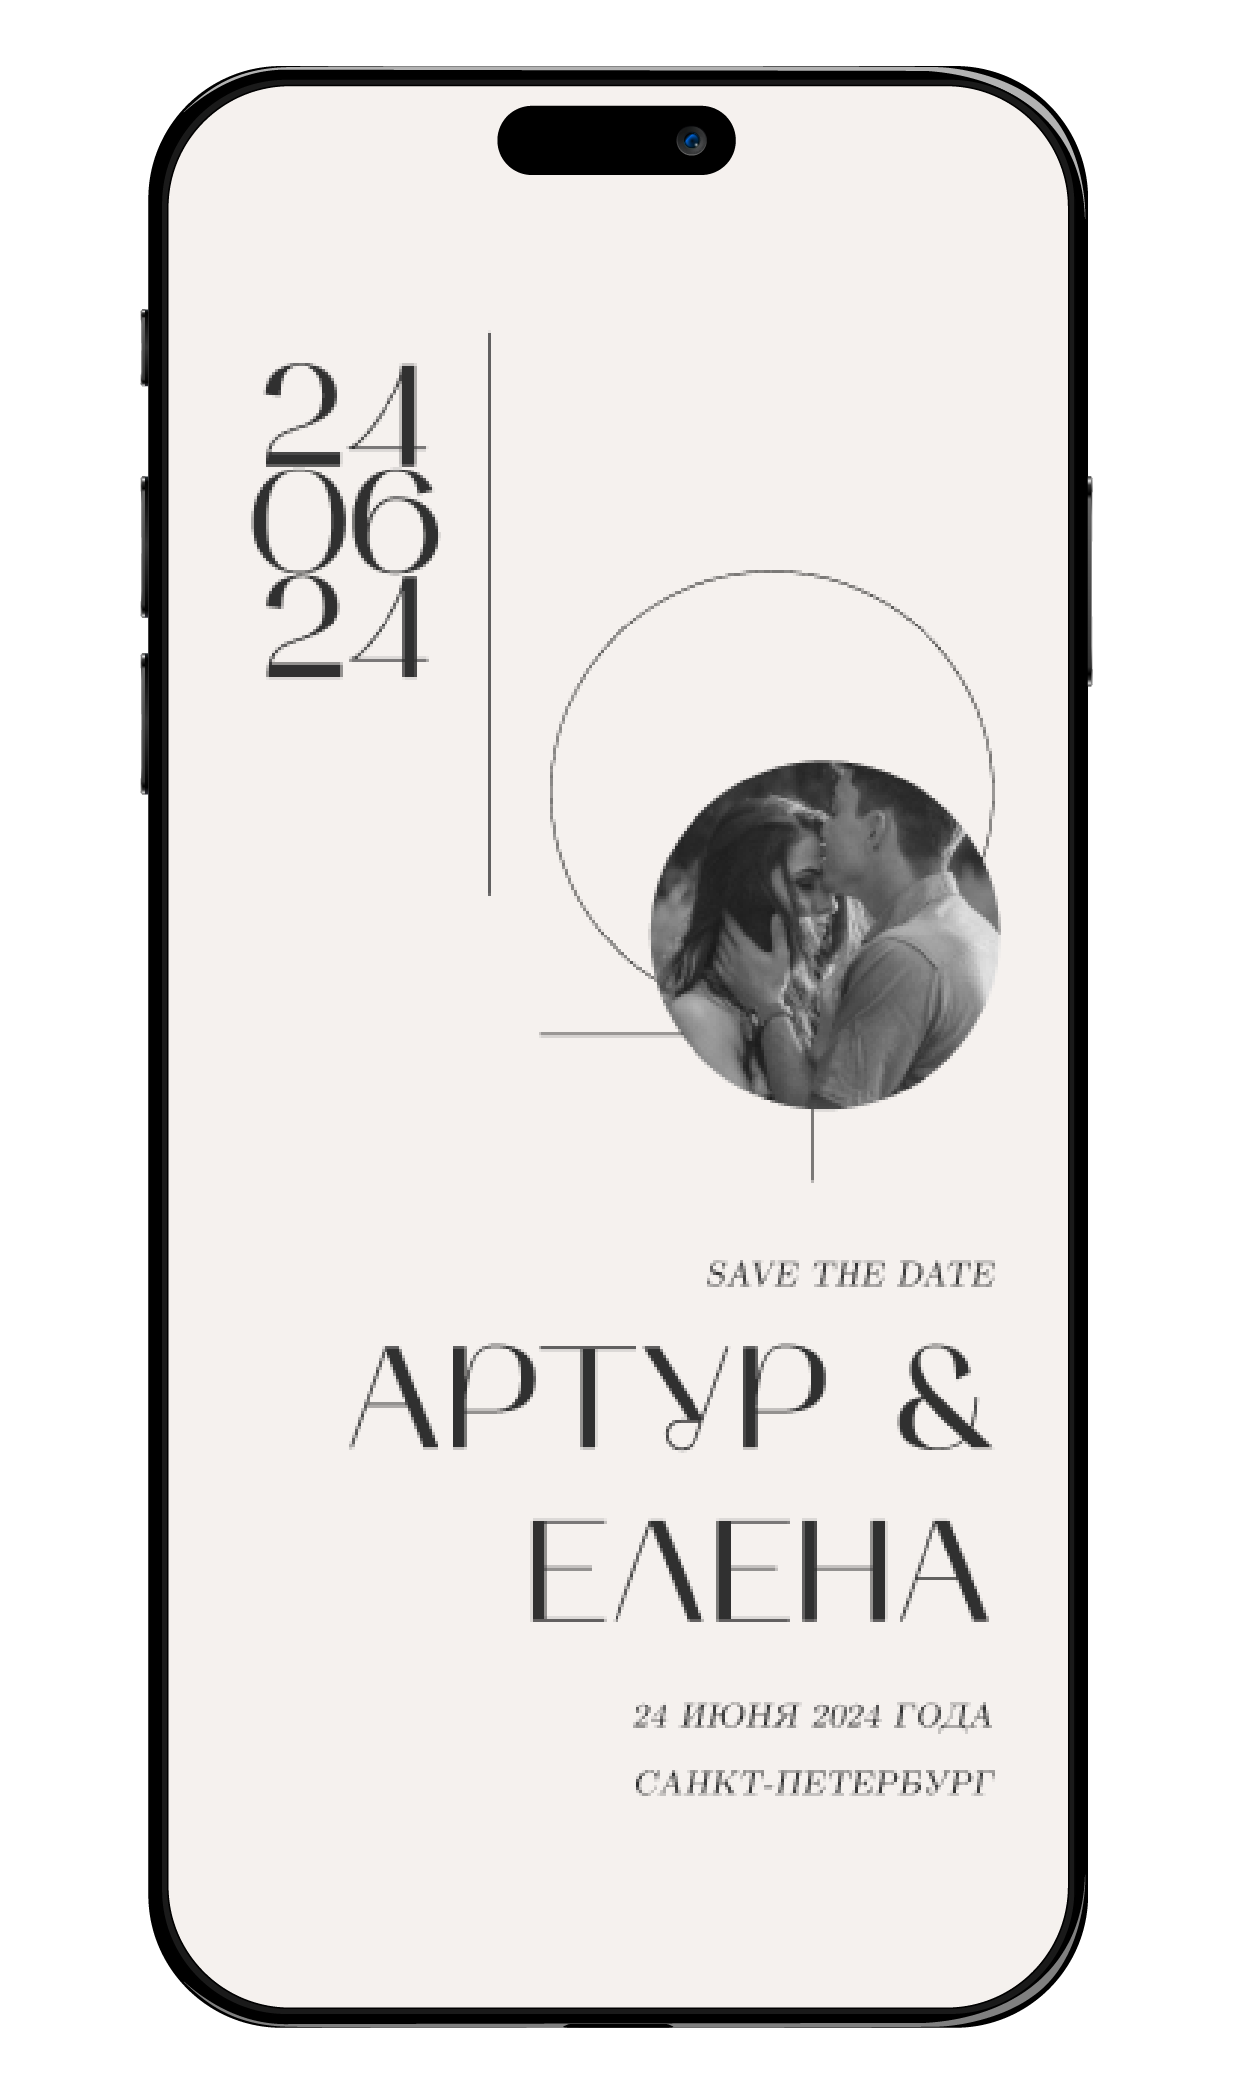 24
06
24
SAVE THE DATE
АРТУР &
ЕЛЕНА
24 ИЮНЯ 2024 ГОДА
САНКТ-ПЕТЕРБУРГ